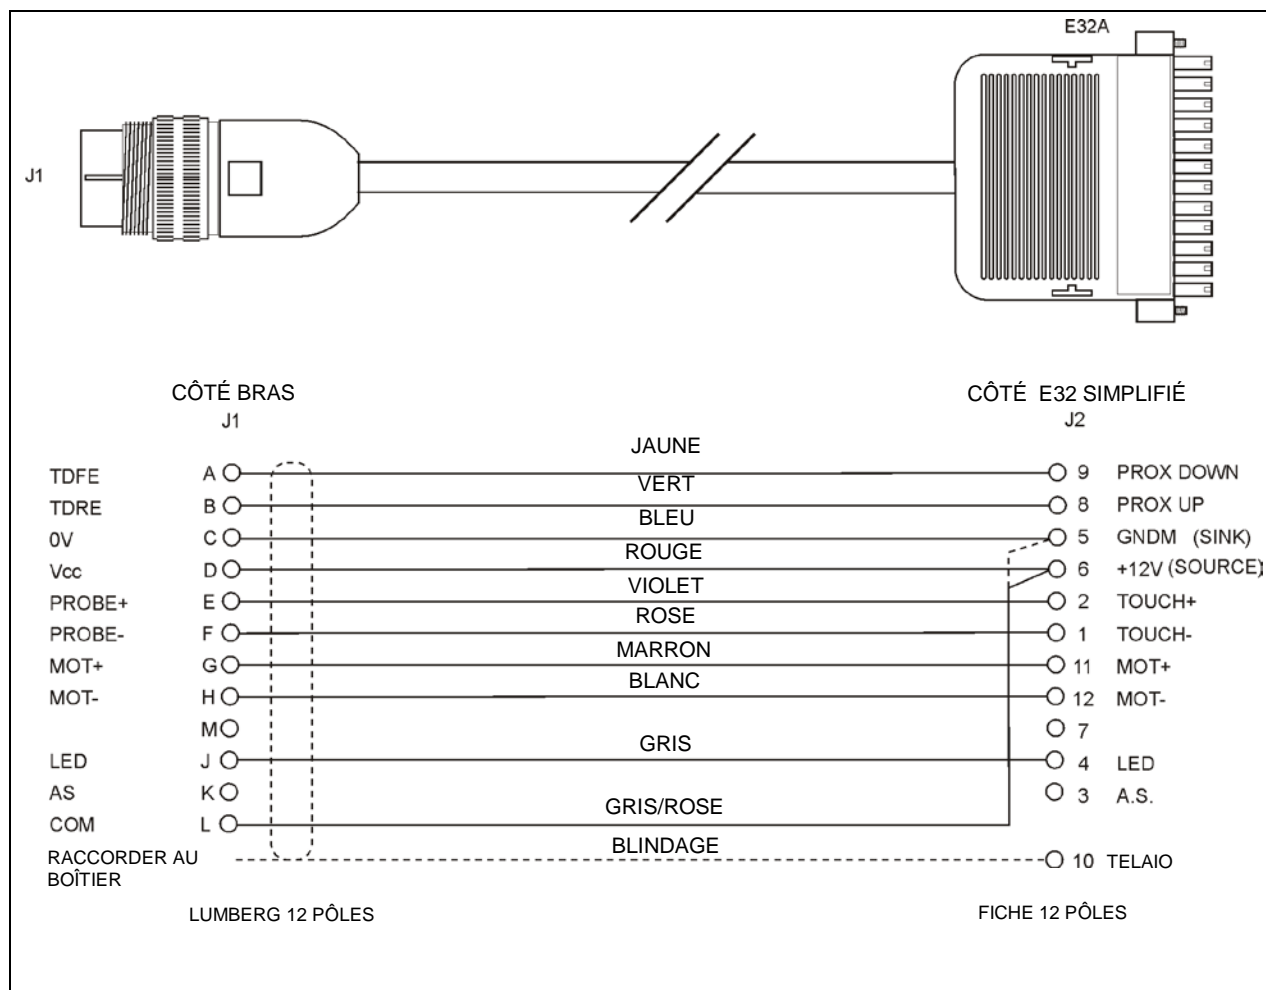 E32A
J1
CÔTÉ BRAS
CÔTÉ E32 SIMPLIFIÉ
J1
J2
TDFE A JAUNE 9 PROX DOWN
TDRE B VERT 8 PROX UP
0V C BLEU 5 GNDM (SINK)
Vcc D ROUGE 6 +12V (SOURCE)
PROBE+ E VIOLET 2 TOUCH+
PROBE- F ROSE 1 TOUCH-
MOT+ G MARRON 11 MOT+
MOT- H BLANC 12 MOT-
M 7
LED J GRIS 4 LED
AS K 3 A.S.
COM L GRIS/ROSE
RACCORDER AU BLINDAGE 10 TELAIO
BOÎTIER
LUMBERG 12 PÔLES
FICHE 12 PÔLES